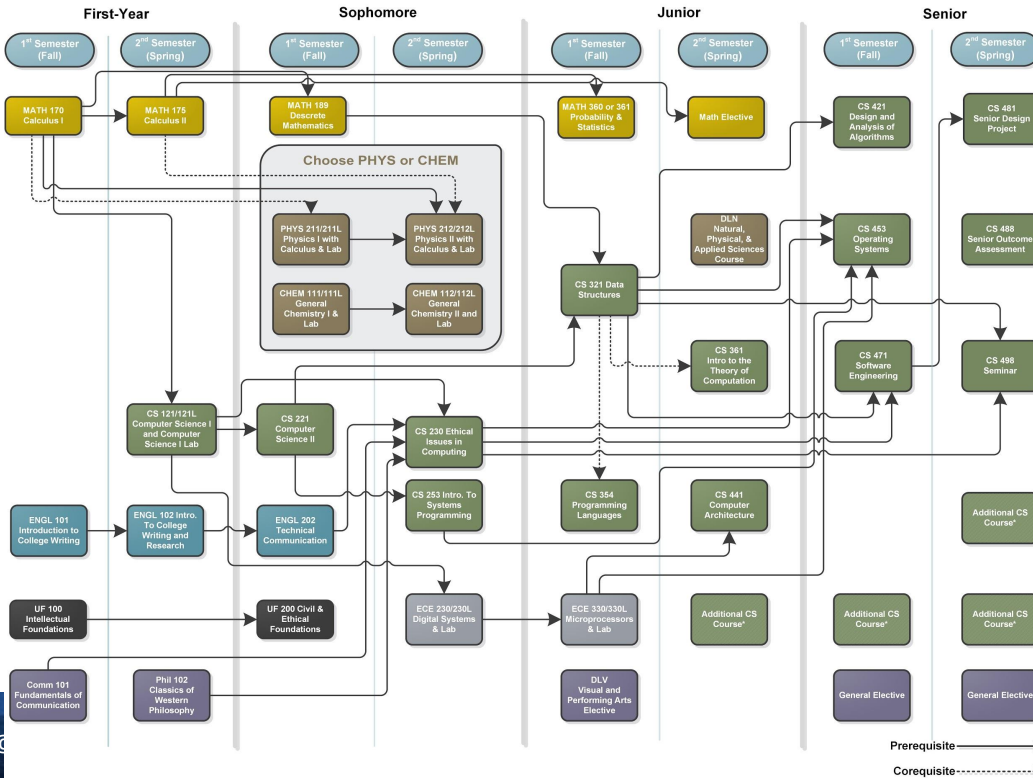 First-Year
Sophomore
Junior
Senior
1st Semester
(Fall)
2nd Semester
(Spring)
1st Semester
(Fall)
2nd Semester
(Spring)
1st Semester
(Fall)
2nd Semester
(Spring)
1st Semester
(Fall)
2nd Semester
(Spring)
MATH 170
Calculus I
MATH 175
Calculus II
MATH 189
Descrete
Mathematics
MATH 360 or 361
Probability &
Statistics
Math Elective
CS 421
Design and
Analysis of
Algorithms
CS 481
Senior Design
Project
Choose PHYS or CHEM
PHYS 211/211L
Physics I with
Calculus & Lab
PHYS 212/212L
Physics II with
Calculus & Lab
CHEM 111/111L
General
Chemistry I &
Lab
CHEM 112/112L
General
Chemistry II and
Lab
CS 321 Data
Structures
DLN
Natural,
Physical, &
Applied Sciences
Course
CS 453
Operating
Systems
CS 488
Senior Outcome
Assessment
CS 361
Intro to the
Theory of
Computation
CS 471
Software
Engineering
CS 498
Seminar
CS 121/121L
Computer Science I
and Computer
Science I Lab
CS 221
Computer
Science II
CS 230 Ethical
Issues in
Computing
CS 253 Intro. To
Systems
Programming
CS 354
Programming
Languages
CS 441
Computer
Architecture
Additional CS
Course*
ENGL 101
Introduction to
College Writing
ENGL 102 Intro.
To College
Writing and
Research
ENGL 202
Technical
Communication
UF 100
Intellectual
Foundations
UF 200 Civil &
Ethical
Foundations
ECE 230/230L
Digital Systems
& Lab
ECE 330/330L
Microprocessors
& Lab
Additional CS
Course*
Additional CS
Course*
Additional CS
Course*
Comm 101
Fundamentals of
Communication
Phil 102
Classics of
Western
Philosophy
DLV
Visual and
Performing Arts
Elective
General Elective
General Elective
Prerequisite
Corequisite